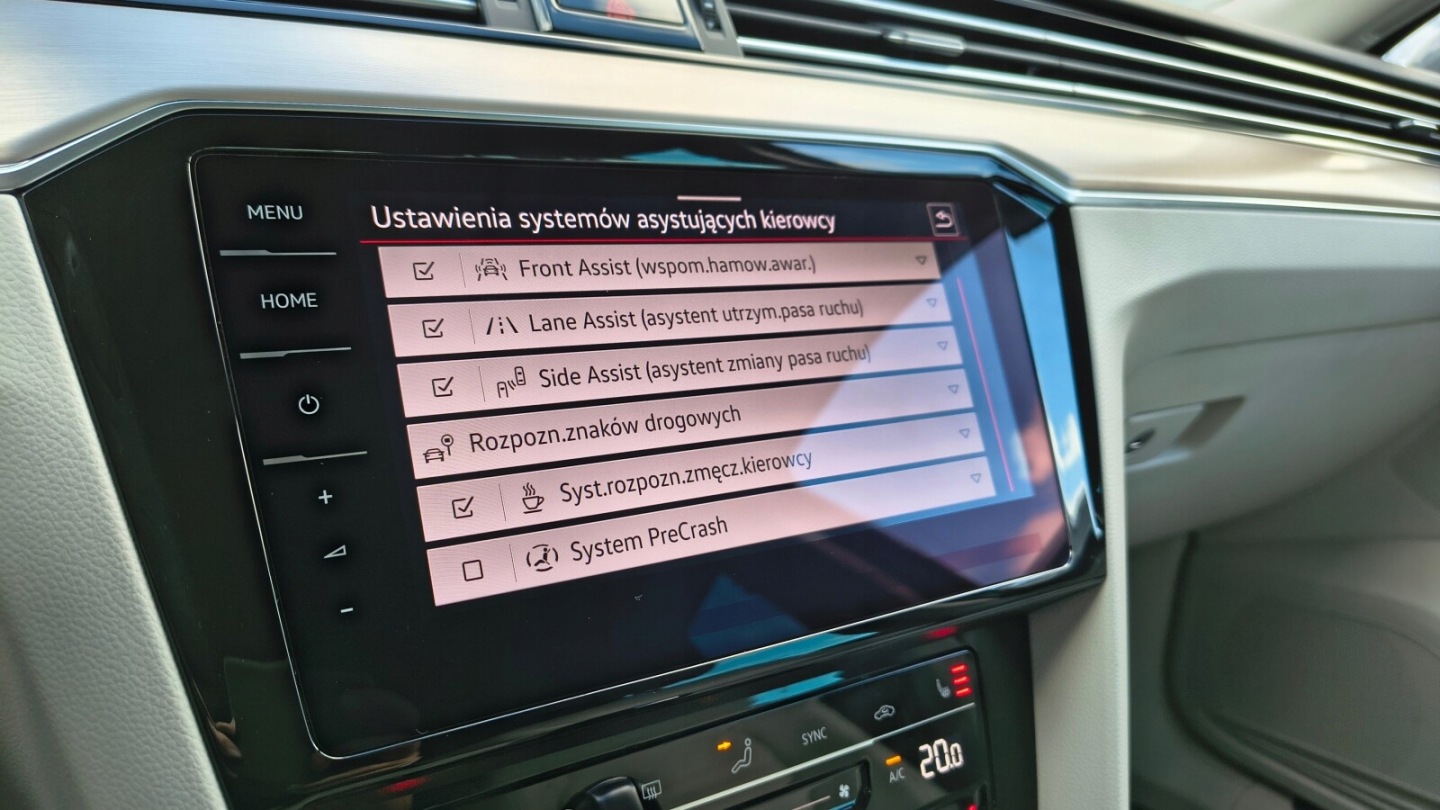 MENU
Ustawienia systemów asystujących kierowcy
Front Assist (wspom.hamow.awar.)
HOME
Lane Assist (asystent utrzym.pasa ruchu)
Side Assist (asystent zmiany pasa ruchu)
Rozpozn.znaków drogowych
Syst.rozpozn.zmęcz.kierowcy
+
System PreCrash
-
SYNC
A/C
20.0